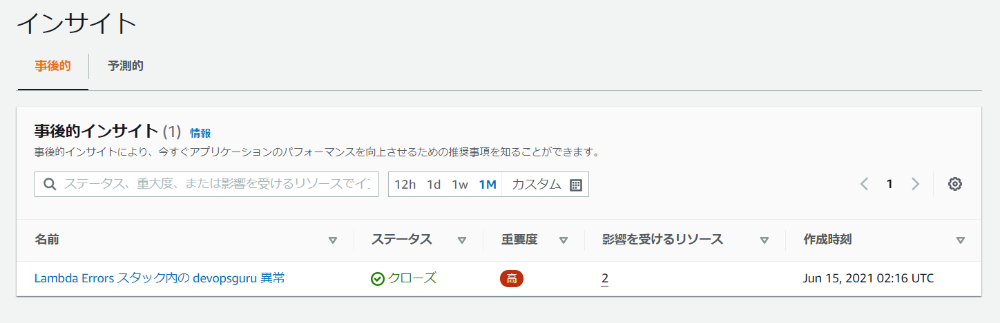 インサイト
事後的 予測的
事後的インサイト (1) 情報
事後的インサイトにより、今すぐアプリケーションのパフォーマンスを向上させるための推奨事項を知ることができます。
ステータス、重大度、または影響を受けるリソースでイン 12h 1d 1w 1M カスタム 1
名前 ステータス 重要度 影響を受けるリソース 作成時刻
Lambda Errors スタック内の devopsguru 異常 クローズ 高 2 Jun 15, 2021 02:16 UTC